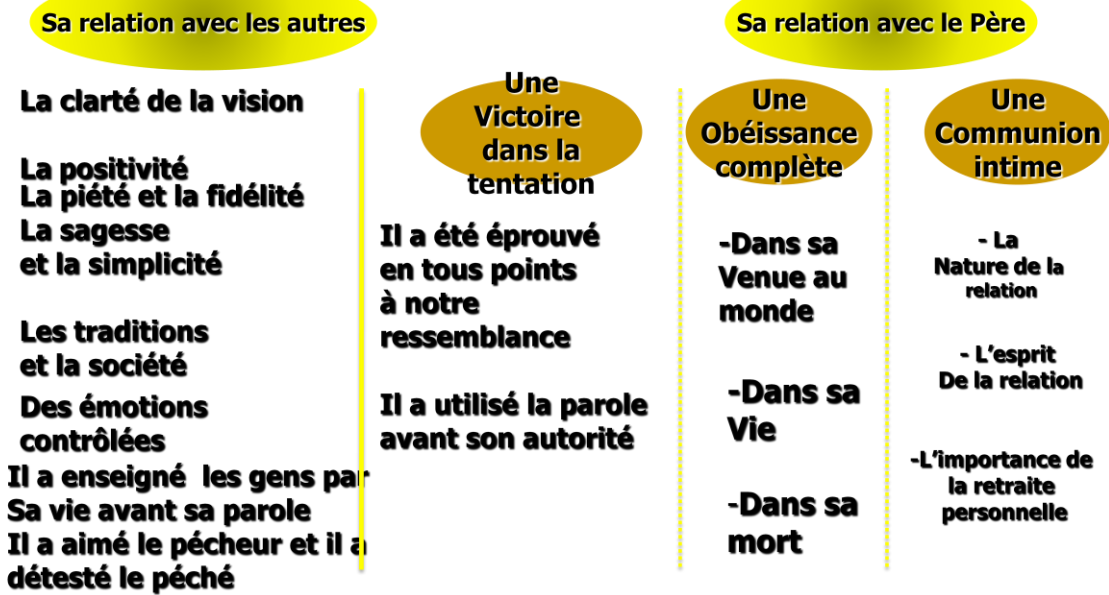 Sa relation avec les autres
Sa relation avec le Père
La clarté de la vision
La positivité
La piété et la fidélité
La sagesse
et la simplicité
Les traditions
et la société
Des émotions
contrôlées
Il a enseigné  les gens par
Sa vie avant sa parole
Il a aimé le pécheur et il a
détesté le péché
Une
Victoire
dans la
tentation
Il a été éprouvé
en tous points
à notre
ressemblance
Il a utilisé la parole
avant son autorité
Une
Obéissance
complète
-Dans sa
Venue au
monde
-Dans sa
Vie
-Dans sa
mort
Une
Communion
intime
- La
Nature de la
relation
- L’esprit
De la relation
-L’importance de
la retraite
personnelle